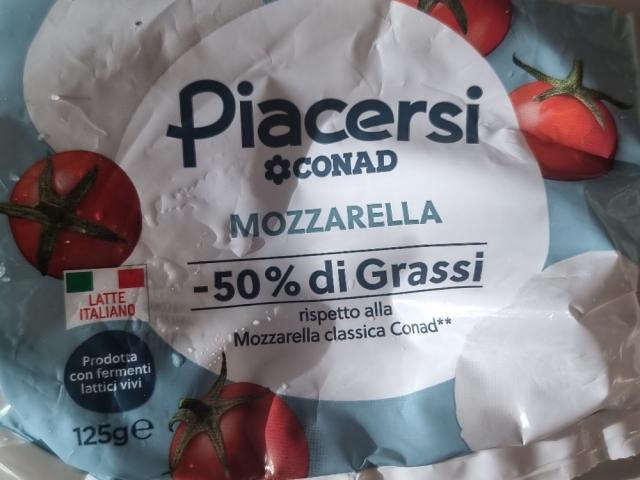 Piacersi
CONAD
MOZZARELLA
-50% di Grassi
rispetto alla
Mozzarella classica Conad**
LATTE
ITALIANO
Prodotta
con fermenti
lattici vivi
125g e